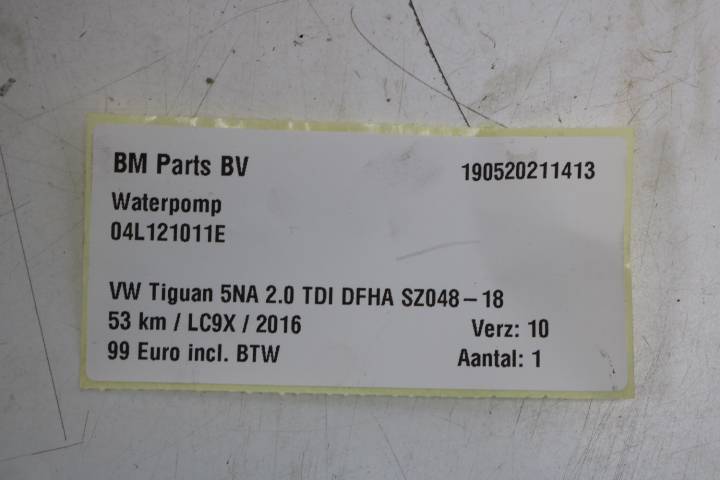 BM Parts BV 190520211413
Waterpomp
04L121011E
VW Tiguan 5NA 2.0 TDI DFHA SZ048-18
53 km / LC9X / 2016 Verz: 10
99 Euro incl. BTW Aantal: 1